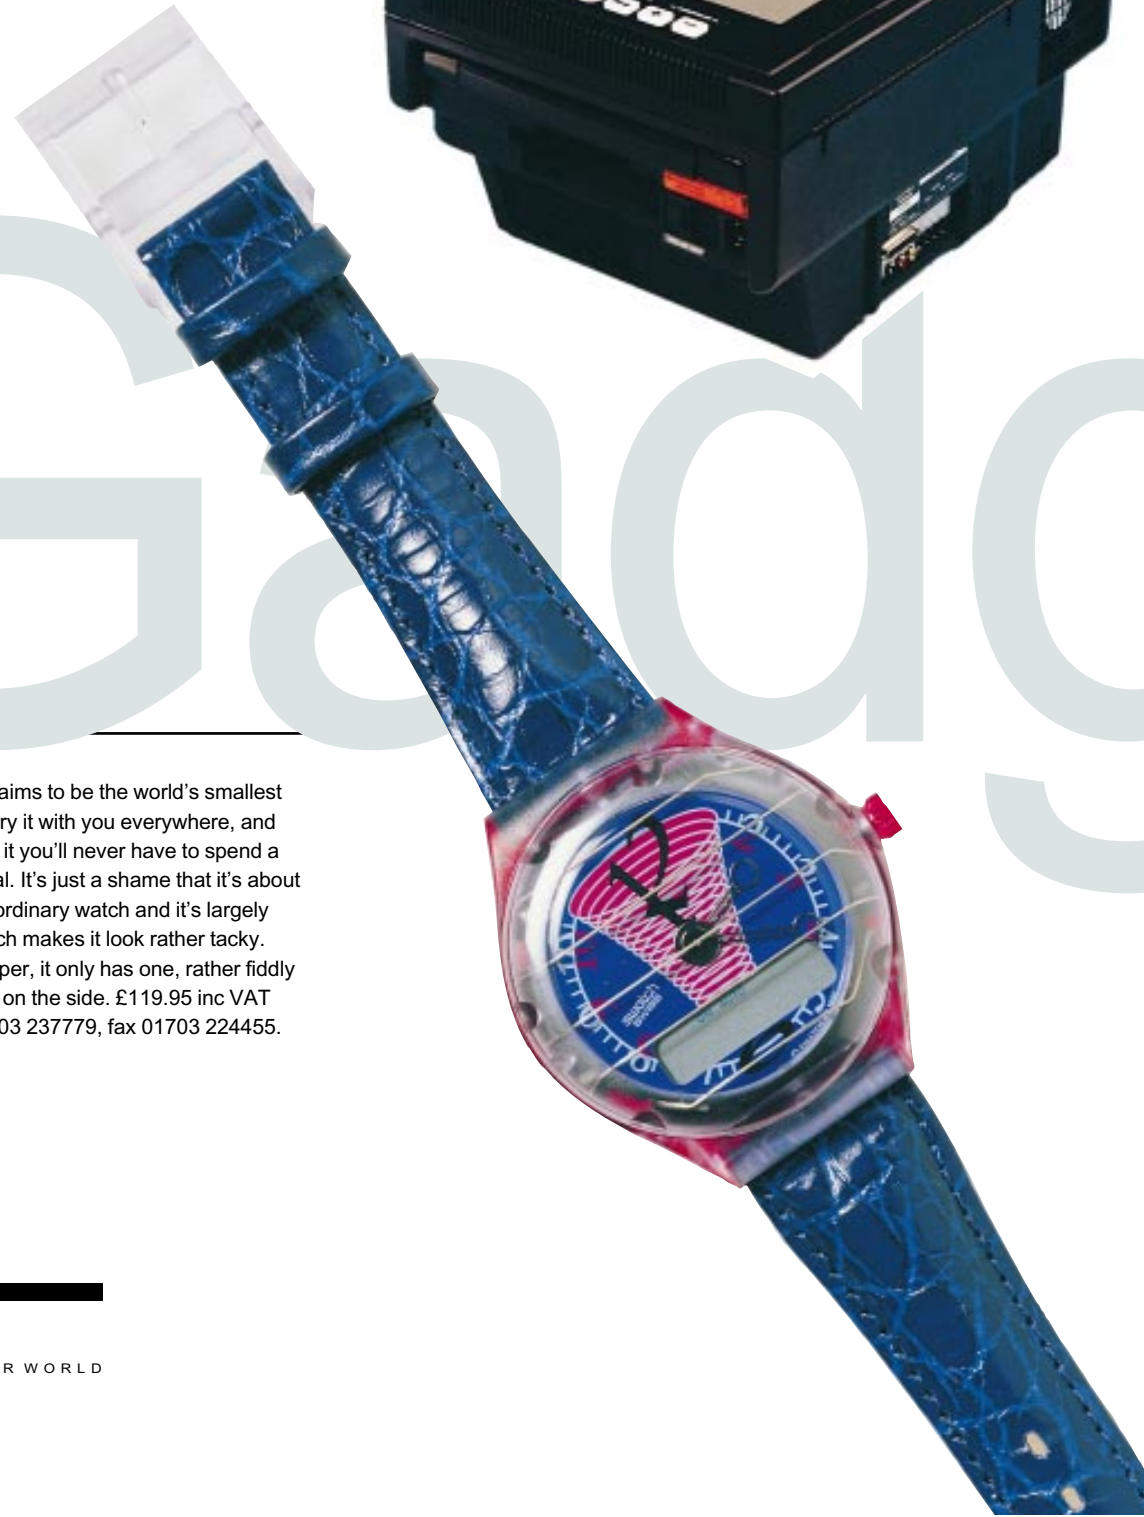 Gadg
aims to be the world's smallest
ry it with you everywhere, and
it you'll never have to spend a
al. It's just a shame that it's about
ordinary watch and it's largely
ch makes it look rather tacky.
per, it only has one, rather fiddly
on the side. £119.95 inc VAT
03 237779, fax 01703 224455.
12
swatch
swiss
R WORLD